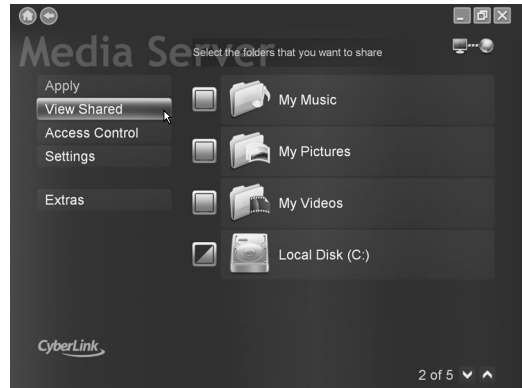 Media Server
Select the folders that you want to share
Apply
View Shared
Access Control
Settings
Extras
My Music
My Pictures
My Videos
Local Disk (C:)
CyberLink
2 of 5